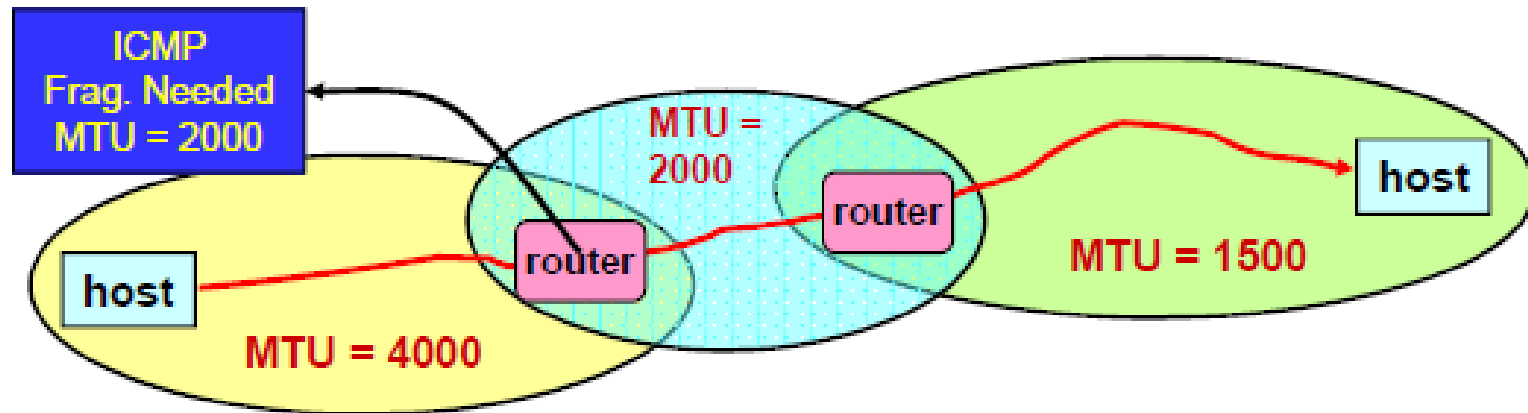 ICMP
Frag. Needed
MTU = 2000
MTU =
2000
host
router
router
host
MTU = 4000
MTU = 1500